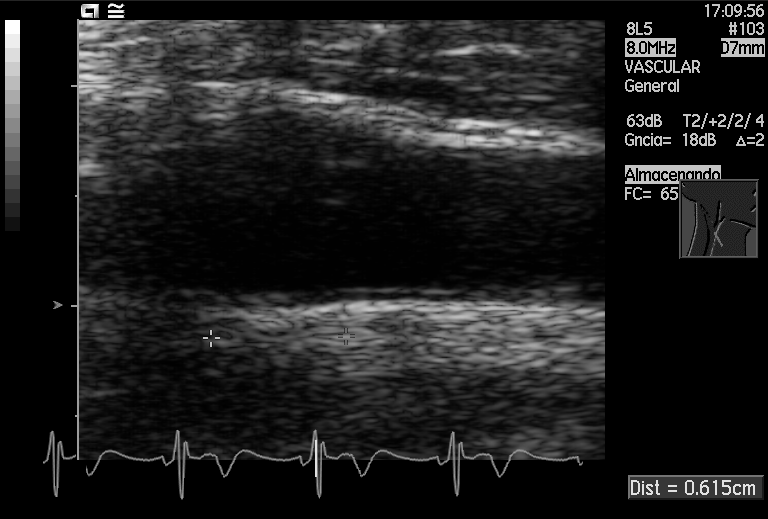 17:09:56
8L5 #103
8.0MHz 07mm
VASCULAR
General
63dB T2/+2/2/4
Gncia= 18dB Δ=2
Almacenando
FC= 65
Dist = 0.615cm